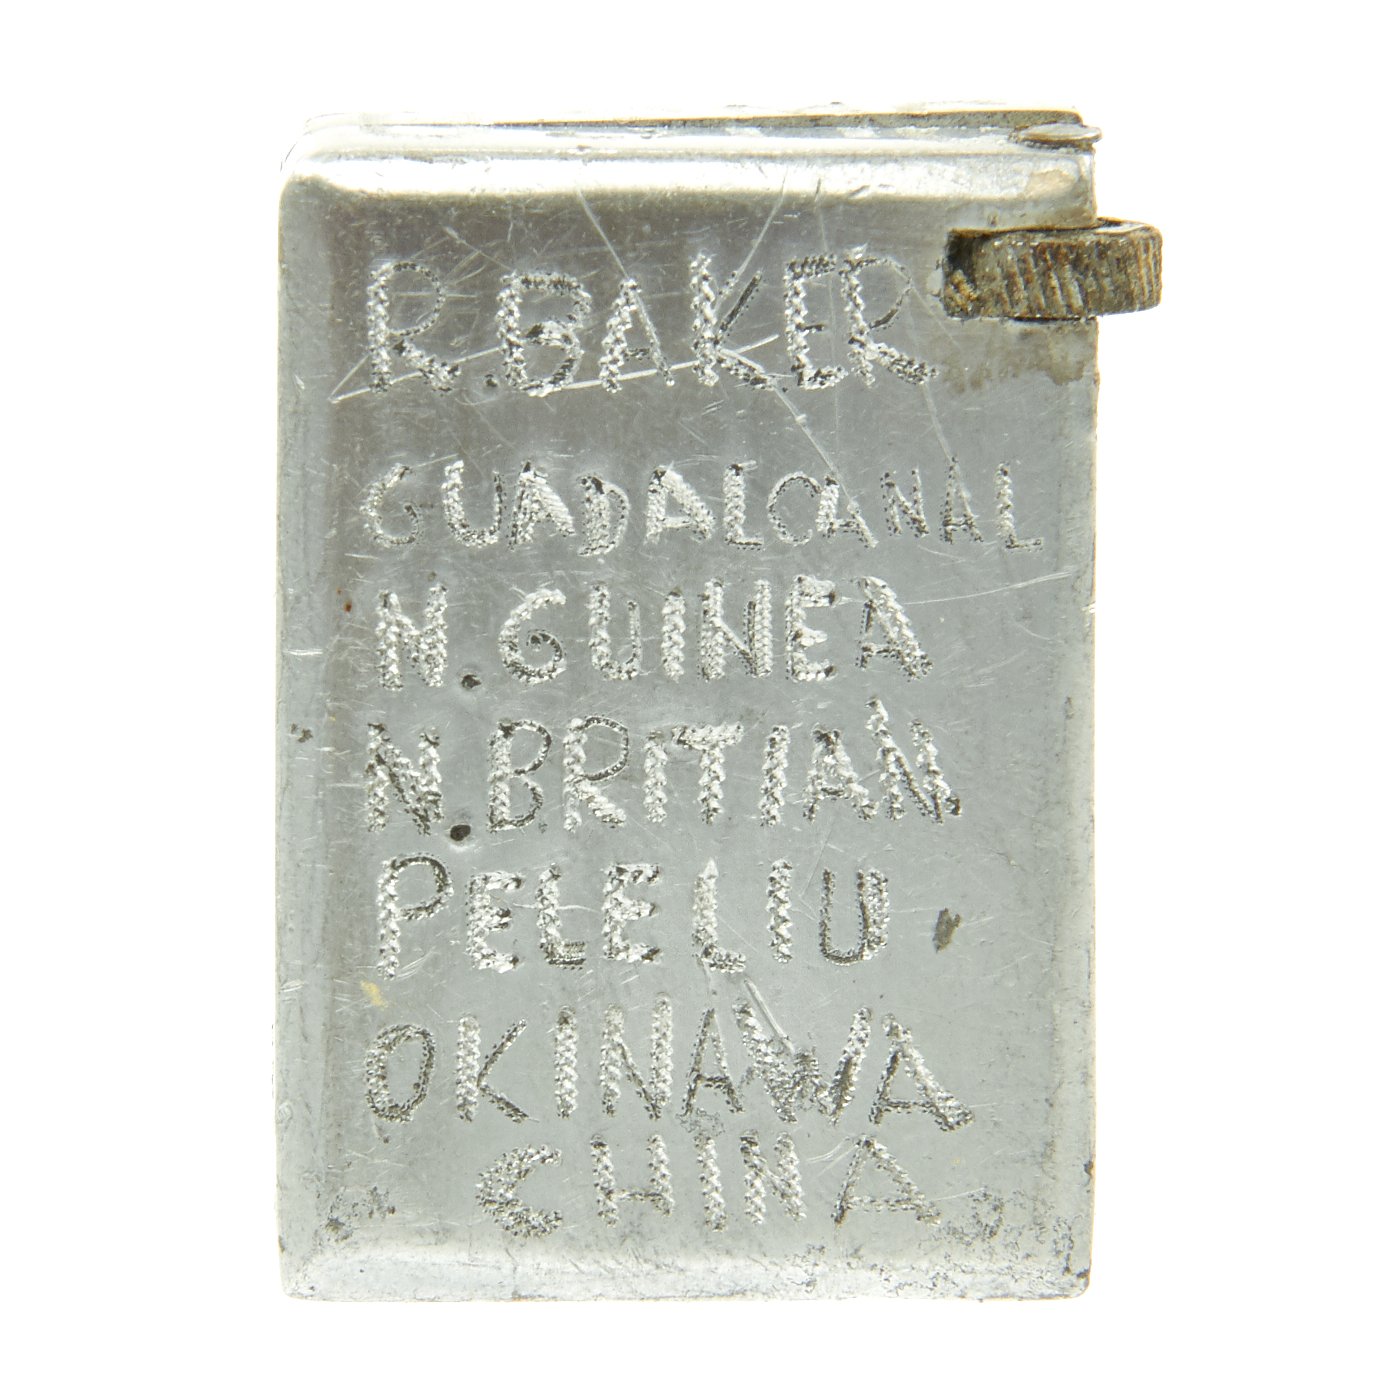 R. BAKER
GUADALCANAL
N. GUINEA
N. BRITIAN
PELELIU
OKINAWA
CHINA